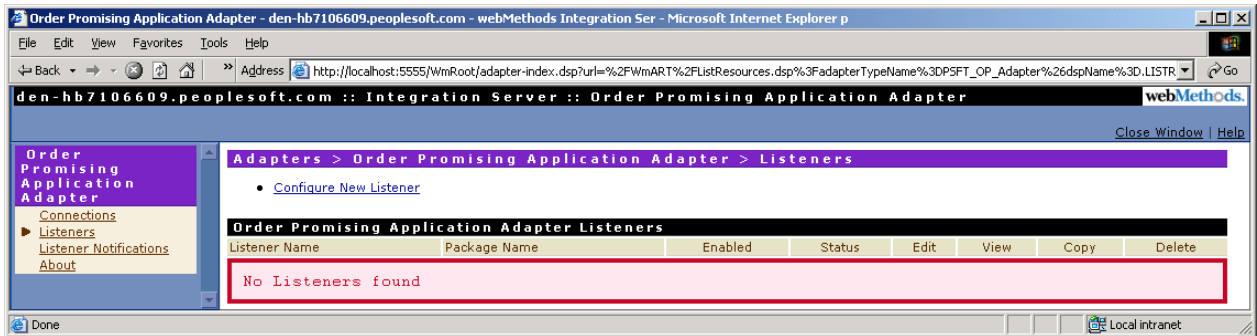 Order Promising Application Adapter - den-hb7106609.peoplesoft.com - webMethods Integration Ser - Microsoft Internet Explorer p
File Edit View Favorites Tools Help
Back » Address http://localhost:5555/WmRoot/adapter-index.dsp?url=%2FWmART%2FListResources.dsp%3FadapterTypeName%3DPSFT_OP_Adapter%26dspName%3D.LISTR Go
den-hb7106609.peoplesoft.com :: Integration Server :: Order Promising Application Adapter webMethods.
Close Window | Help
Order
Promising
Application
Adapter
Connections
Listeners
Listener Notifications
About
Adapters > Order Promising Application Adapter > Listeners
Configure New Listener
Order Promising Application Adapter Listeners
Listener Name Package Name Enabled Status Edit View Copy Delete
No Listeners found
Done Local intranet